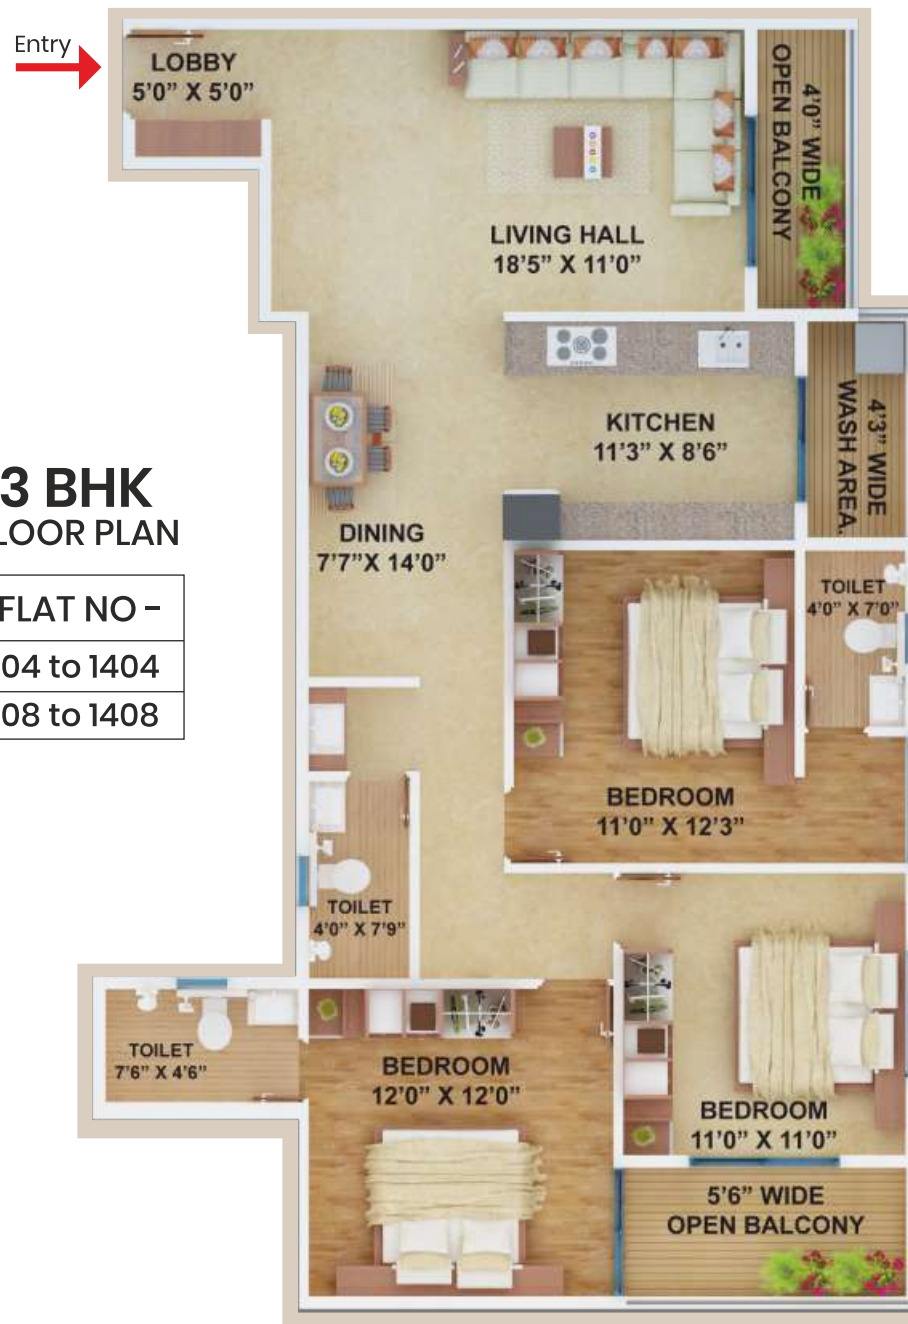 Entry
LOBBY
5'0” X 5'0”
4'0” WIDE
OPEN BALCONY
LIVING HALL
18'5” X 11'0”
KITCHEN
11'3” X 8'6”
4'3” WIDE
WASH AREA.
3 BHK
LOOR PLAN
FLAT NO -
04 to 1404
08 to 1408
DINING
7'7”X 14'0”
TOILET
4'0” X 7'0”
BEDROOM
11'0” X 12'3”
TOILET
4'0” X 7'9”
TOILET
7'6” X 4'6”
BEDROOM
12'0” X 12'0”
BEDROOM
11'0” X 11'0”
5'6” WIDE
OPEN BALCONY